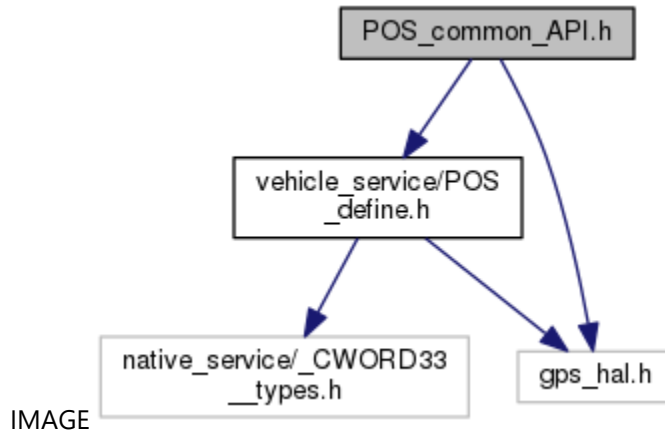 POS_common_API.h
vehicle_service/POS
_define.h
native_service/_CWORD33
__types.h
gps_hal.h
IMAGE